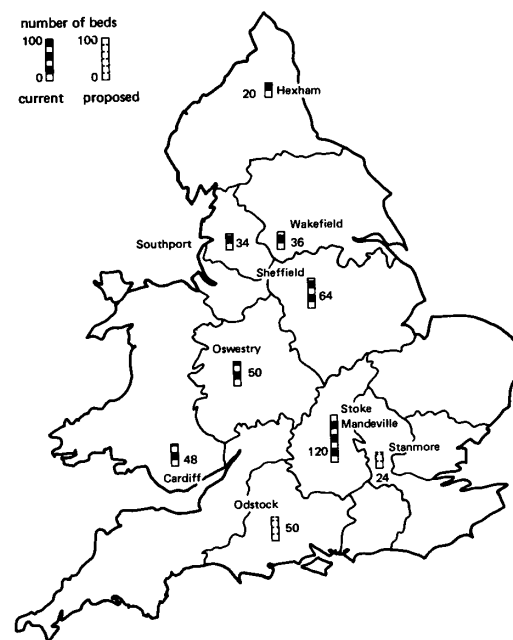 number of beds
100 100
0 0
current proposed
20 Hexham
Wakefield
Southport 34 36
Sheffield
64
Oswestry
50
Stoke
Mandeville
Stanmore
120
48
24
Cardiff
Odstock
50